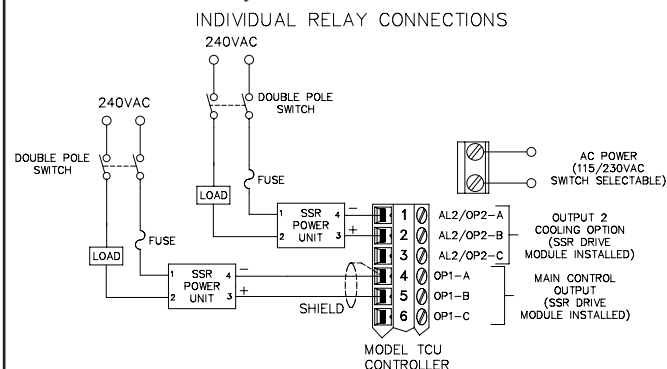 INDIVIDUAL RELAY CONNECTIONS
240VAC
DOUBLE POLE
SWITCH
240VAC
DOUBLE POLE
SWITCH
AC POWER
(115/230VAC
SWITCH SELECTABLE)
FUSE
LOAD
1 SSR 4 −
POWER
2 UNIT 3 +
1 AL2/OP2-A
2 AL2/OP2-B
3 AL2/OP2-C
OUTPUT 2
COOLING OPTION
(SSR DRIVE
MODULE INSTALLED)
FUSE
LOAD
1 SSR 4 −
POWER
2 UNIT 3 +
SHIELD
4 OP1-A
5 OP1-B
6 OP1-C
MAIN CONTROL
OUTPUT
(SSR DRIVE
MODULE INSTALLED)
MODEL TCU
CONTROLLER